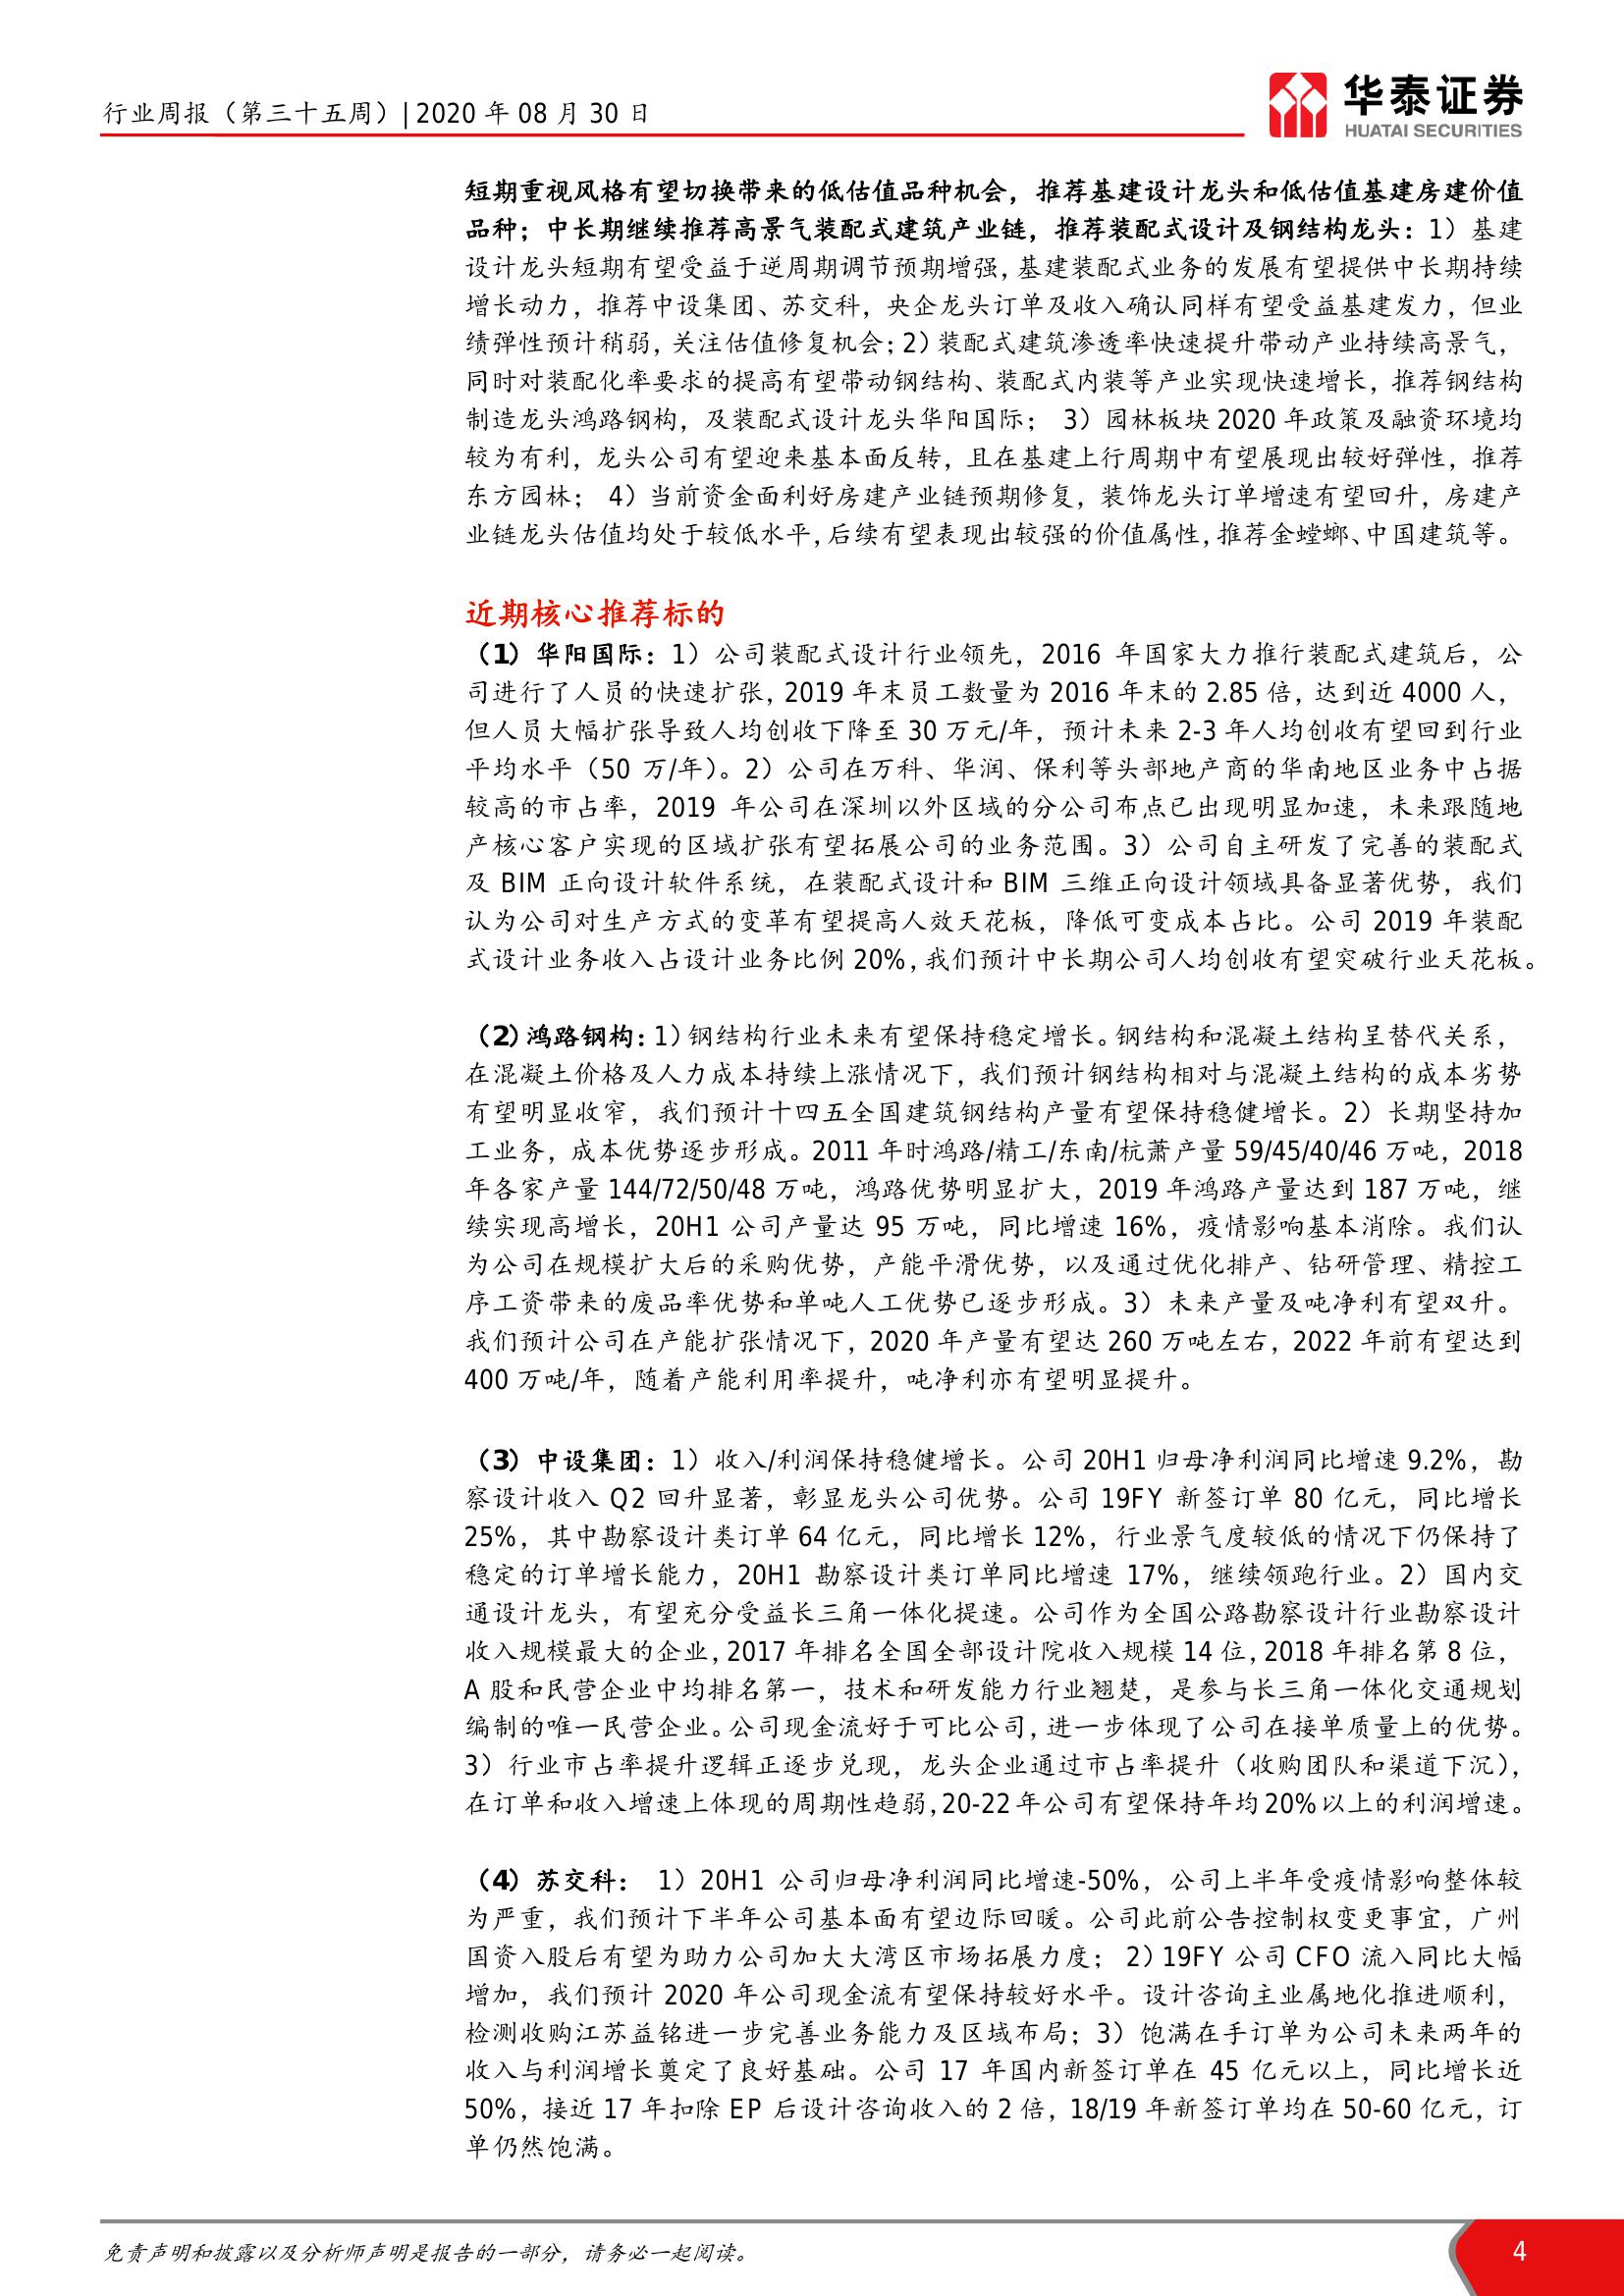 行业周报（第三十五周）| 2020 年 08 月 30 日
华泰证券
HUATAI SECURITIES
短期重视风格有望切换带来的低估值品种机会，推荐基建设计龙头和低估值基建房建价值
品种；中长期继续推荐高景气装配式建筑产业链，推荐装配式设计及钢结构龙头：1）基建
设计龙头短期有望受益于逆周期调节预期增强，基建装配式业务的发展有望提供中长期持续
增长动力，推荐中设集团、苏交科，央企龙头订单及收入确认同样有望受益基建发力，但业
绩弹性预计稍弱，关注估值修复机会；2）装配式建筑渗透率快速提升带动产业持续高景气，
同时对装配化率要求的提高有望带动钢结构、装配式内装等产业实现快速增长，推荐钢结构
制造龙头鸿路钢构，及装配式设计龙头华阳国际； 3）园林板块 2020 年政策及融资环境均
较为有利，龙头公司有望迎来基本面反转，且在基建上行周期中有望展现出较好弹性，推荐
东方园林； 4）当前资金面利好房建产业链预期修复，装饰龙头订单增速有望回升，房建产
业链龙头估值均处于较低水平，后续有望表现出较强的价值属性，推荐金螳螂、中国建筑等。
近期核心推荐标的
（1）华阳国际：1）公司装配式设计行业领先，2016 年国家大力推行装配式建筑后，公
司进行了人员的快速扩张，2019 年末员工数量为 2016 年末的 2.85 倍，达到近 4000 人，
但人员大幅扩张导致人均创收下降至 30 万元/年，预计未来 2-3 年人均创收有望回到行业
平均水平（50 万/年）。2）公司在万科、华润、保利等头部地产商的华南地区业务中占据
较高的市占率，2019 年公司在深圳以外区域的分公司布点已出现明显加速，未来跟随地
产核心客户实现的区域扩张有望拓展公司的业务范围。3）公司自主研发了完善的装配式
及 BIM 正向设计软件系统，在装配式设计和 BIM 三维正向设计领域具备显著优势，我们
认为公司对生产方式的变革有望提高人效天花板，降低可变成本占比。公司 2019 年装配
式设计业务收入占设计业务比例 20%，我们预计中长期公司人均创收有望突破行业天花板。
（2）鸿路钢构：1）钢结构行业未来有望保持稳定增长。钢结构和混凝土结构呈替代关系，
在混凝土价格及人力成本持续上涨情况下，我们预计钢结构相对与混凝土结构的成本劣势
有望明显收窄，我们预计十四五全国建筑钢结构产量有望保持稳健增长。2）长期坚持加
工业务，成本优势逐步形成。2011 年时鸿路/精工/东南/杭萧产量 59/45/40/46 万吨，2018
年各家产量 144/72/50/48 万吨，鸿路优势明显扩大，2019 年鸿路产量达到 187 万吨，继
续实现高增长，20H1 公司产量达 95 万吨，同比增速 16%，疫情影响基本消除。我们认
为公司在规模扩大后的采购优势，产能平滑优势，以及通过优化排产、钻研管理、精控工
序工资带来的废品率优势和单吨人工优势已逐步形成。3）未来产量及吨净利有望双升。
我们预计公司在产能扩张情况下，2020 年产量有望达 260 万吨左右，2022 年前有望达到
400 万吨/年，随着产能利用率提升，吨净利亦有望明显提升。
（3）中设集团：1）收入/利润保持稳健增长。公司 20H1 归母净利润同比增速 9.2%，勘
察设计收入 Q2 回升显著，彰显龙头公司优势。公司 19FY 新签订单 80 亿元，同比增长
25%，其中勘察设计类订单 64 亿元，同比增长 12%，行业景气度较低的情况下仍保持了
稳定的订单增长能力，20H1 勘察设计类订单同比增速 17%，继续领跑行业。2）国内交
通设计龙头，有望充分受益长三角一体化提速。公司作为全国公路勘察设计行业勘察设计
收入规模最大的企业，2017 年排名全国全部设计院收入规模 14 位，2018 年排名第 8 位，
A 股和民营企业中均排名第一，技术和研发能力行业翘楚，是参与长三角一体化交通规划
编制的唯一民营企业。公司现金流好于可比公司，进一步体现了公司在接单质量上的优势。
3）行业市占率提升逻辑正逐步兑现，龙头企业通过市占率提升（收购团队和渠道下沉），
在订单和收入增速上体现的周期性趋弱，20-22 年公司有望保持年均 20%以上的利润增速。
（4）苏交科： 1）20H1 公司归母净利润同比增速-50%，公司上半年受疫情影响整体较
为严重，我们预计下半年公司基本面有望边际回暖。公司此前公告控制权变更事宜，广州
国资入股后有望为助力公司加大大湾区市场拓展力度； 2）19FY 公司 CFO 流入同比大幅
增加，我们预计 2020 年公司现金流有望保持较好水平。设计咨询主业属地化推进顺利，
检测收购江苏益铭进一步完善业务能力及区域布局；3）饱满在手订单为公司未来两年的
收入与利润增长奠定了良好基础。公司 17 年国内新签订单在 45 亿元以上，同比增长近
50%，接近 17 年扣除 EP 后设计咨询收入的 2 倍，18/19 年新签订单均在 50-60 亿元，订
单仍然饱满。
免责声明和披露以及分析师声明是报告的一部分，请务必一起阅读。
4